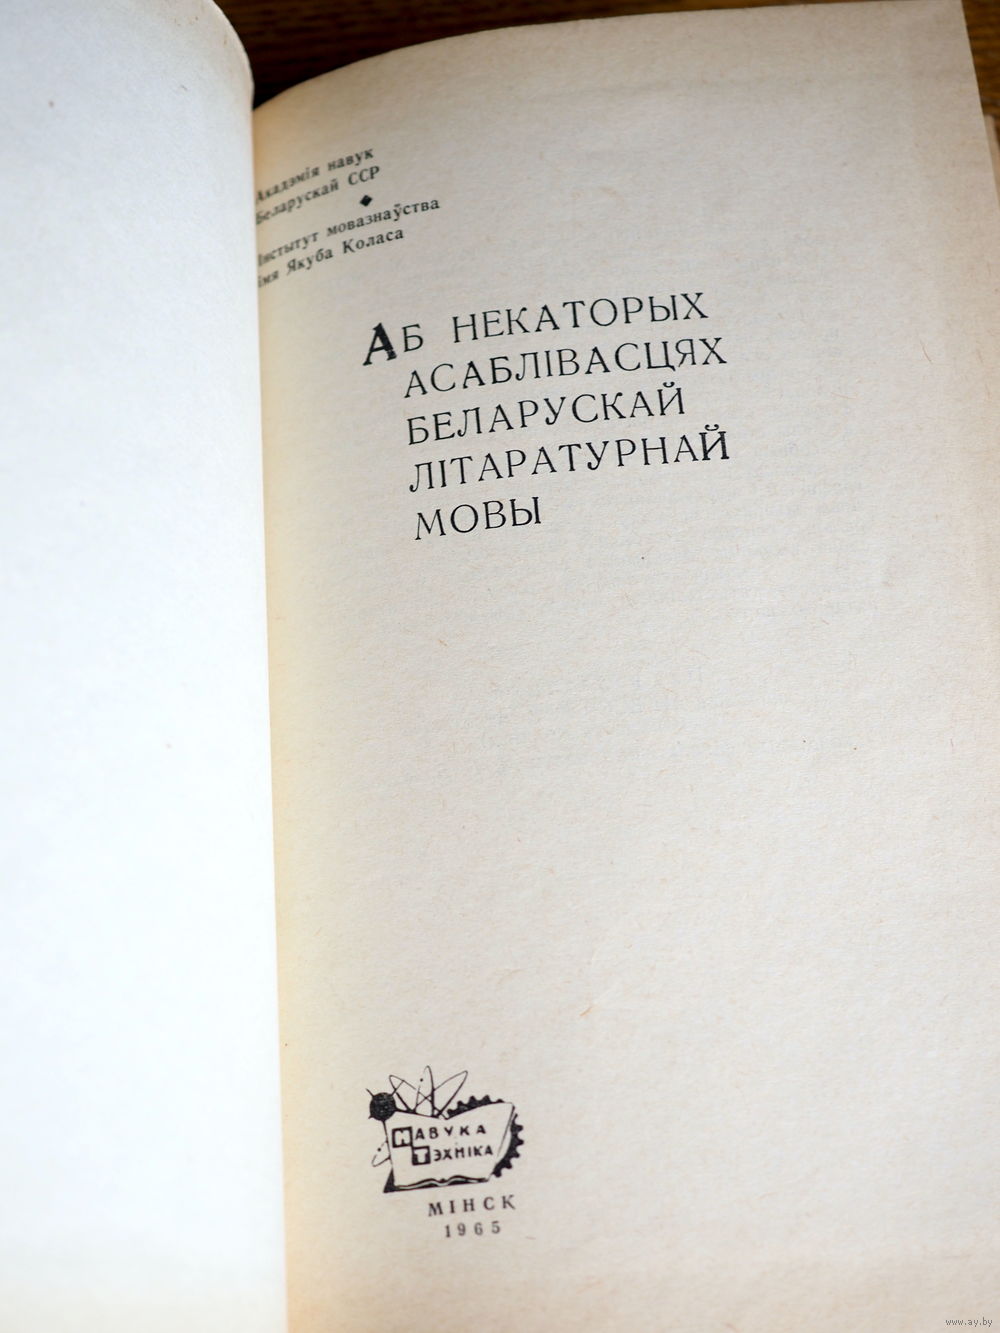 Акадэмія навук
Беларускай ССР
Інстытут мовазнаўства
імя Якуба Коласа
Аб НЕКАТОРЫХ
АСАБЛІВАСЦЯХ
БЕЛАРУСКАЙ
ЛІТАРАТУРНАЙ
МОВЫ
НАВУКА
ТЭХНІКА
МІНСК
1965
www.ay.by